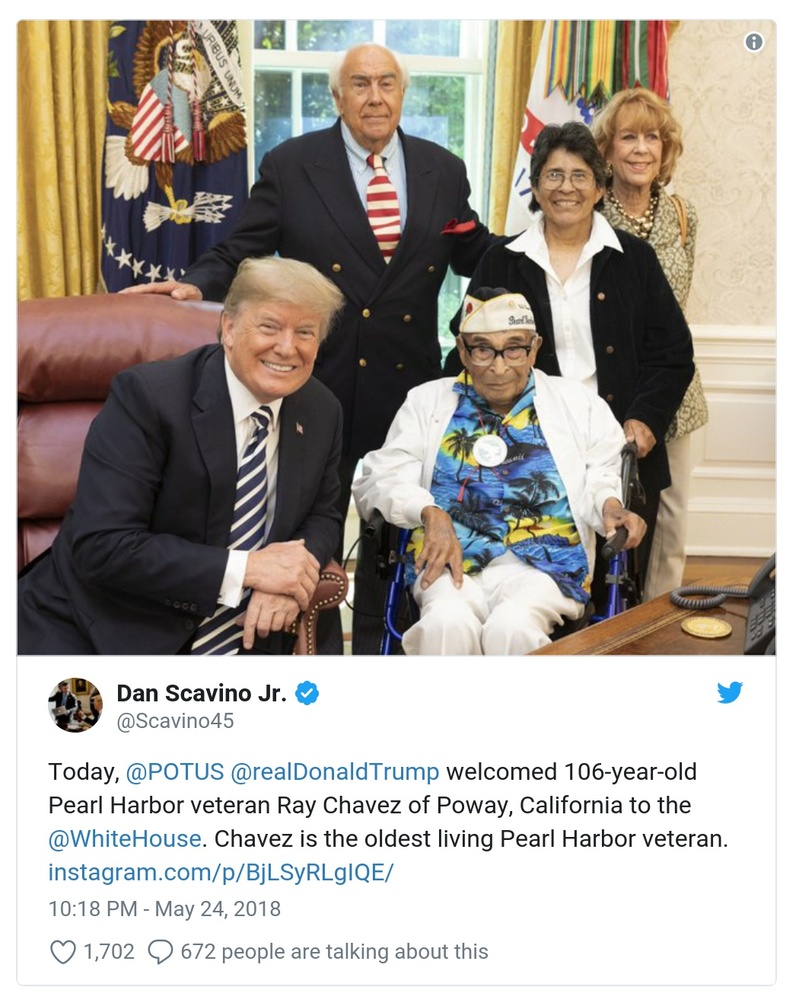 Dan Scavino Jr.
@Scavino45
Today, @POTUS @realDonaldTrump welcomed 106-year-old
Pearl Harbor veteran Ray Chavez of Poway, California to the
@WhiteHouse. Chavez is the oldest living Pearl Harbor veteran.
instagram.com/p/BjLSyRLgIQE/
10:18 PM - May 24, 2018
1,702 672 people are talking about this